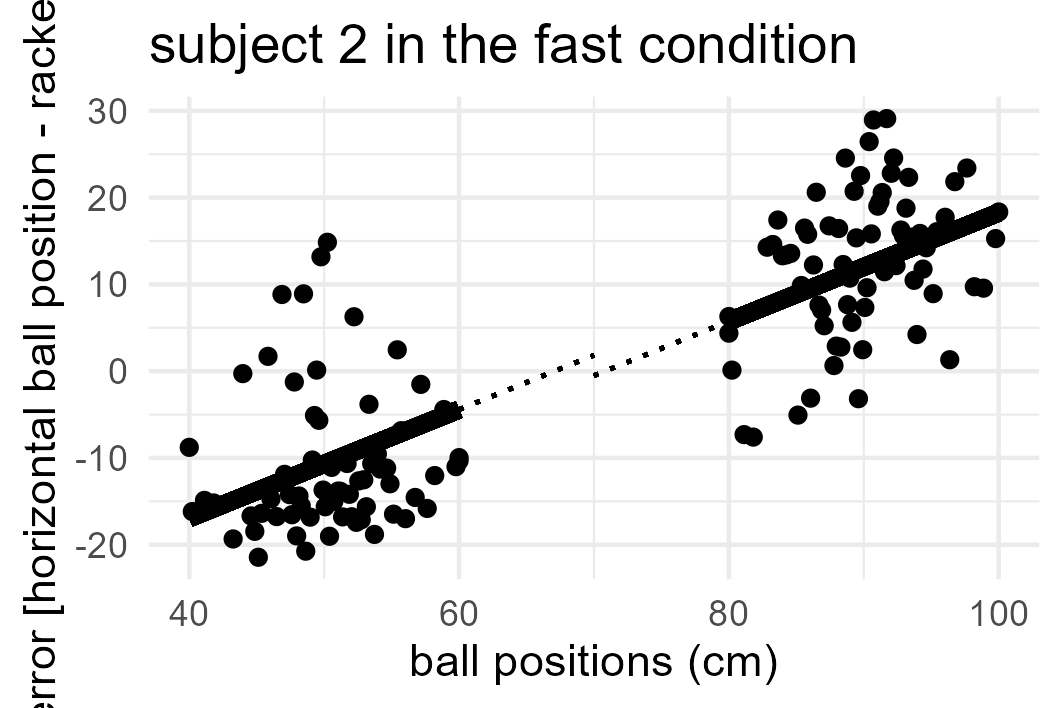 subject 2 in the fast condition
error [horizontal ball position - racke
30
20
10
0
-10
-20
40 60 80 100
ball positions (cm)